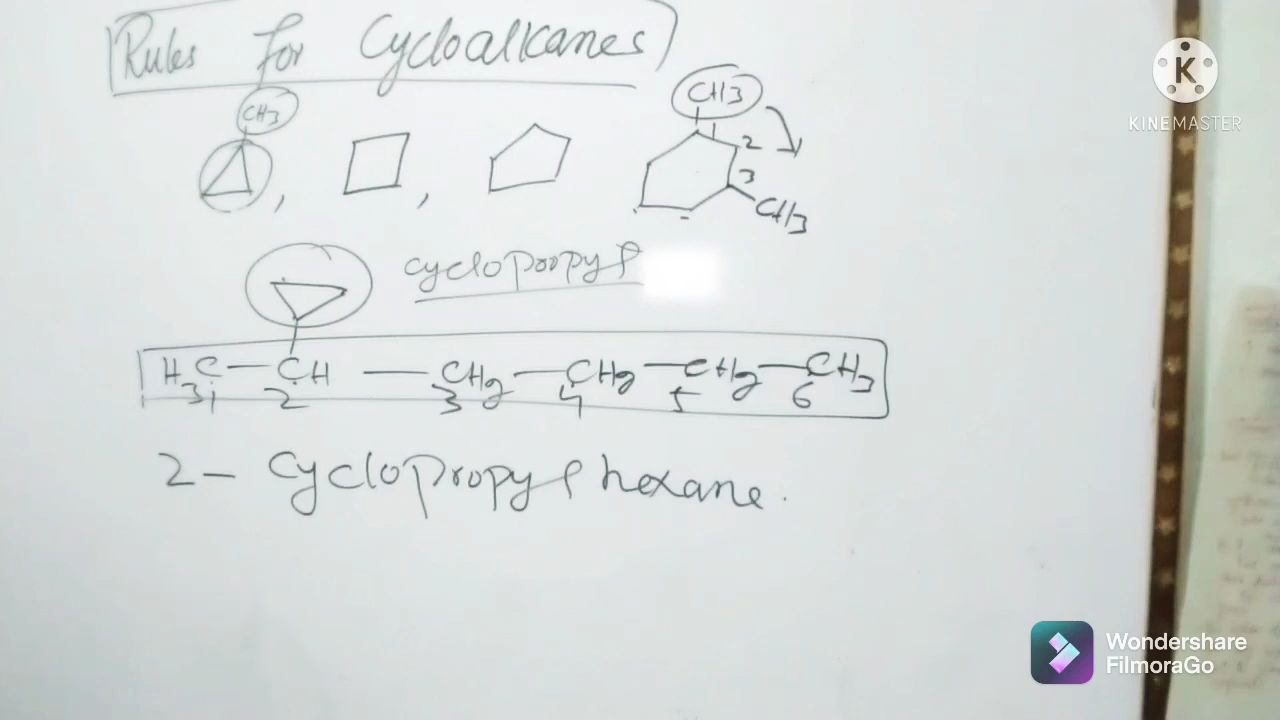 Rules for Cycloalkanes
CH3
CH3
1
2
3
CH3
, ,
cyclopropyl
H3C — CH — CH2 — CH2 — CH2 — CH3
1 2 3 4 5 6
2 - Cyclopropyl hexane.
K
KINEMASTER
Wondershare
FilmoraGo